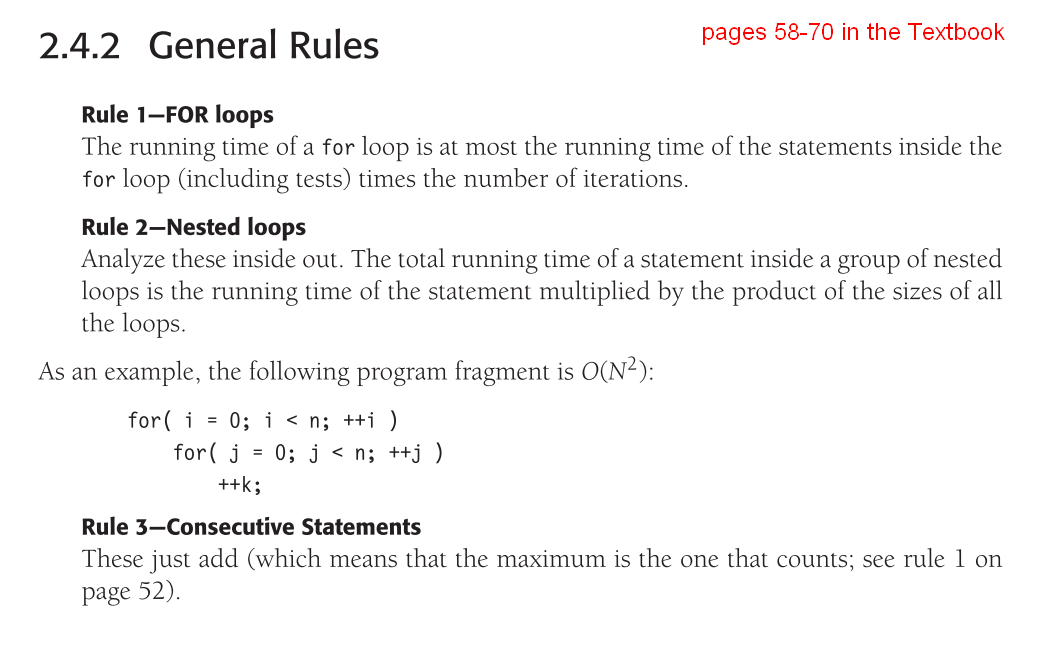 2.4.2 General Rules
pages 58-70 in the Textbook
Rule 1—FOR loops
The running time of a for loop is at most the running time of the statements inside the
for loop (including tests) times the number of iterations.
Rule 2—Nested loops
Analyze these inside out. The total running time of a statement inside a group of nested
loops is the running time of the statement multiplied by the product of the sizes of all
the loops.
As an example, the following program fragment is O(N²):
for( i = 0; i < n; ++i )
for( j = 0; j < n; ++j )
++k;
Rule 3—Consecutive Statements
These just add (which means that the maximum is the one that counts; see rule 1 on
page 52).